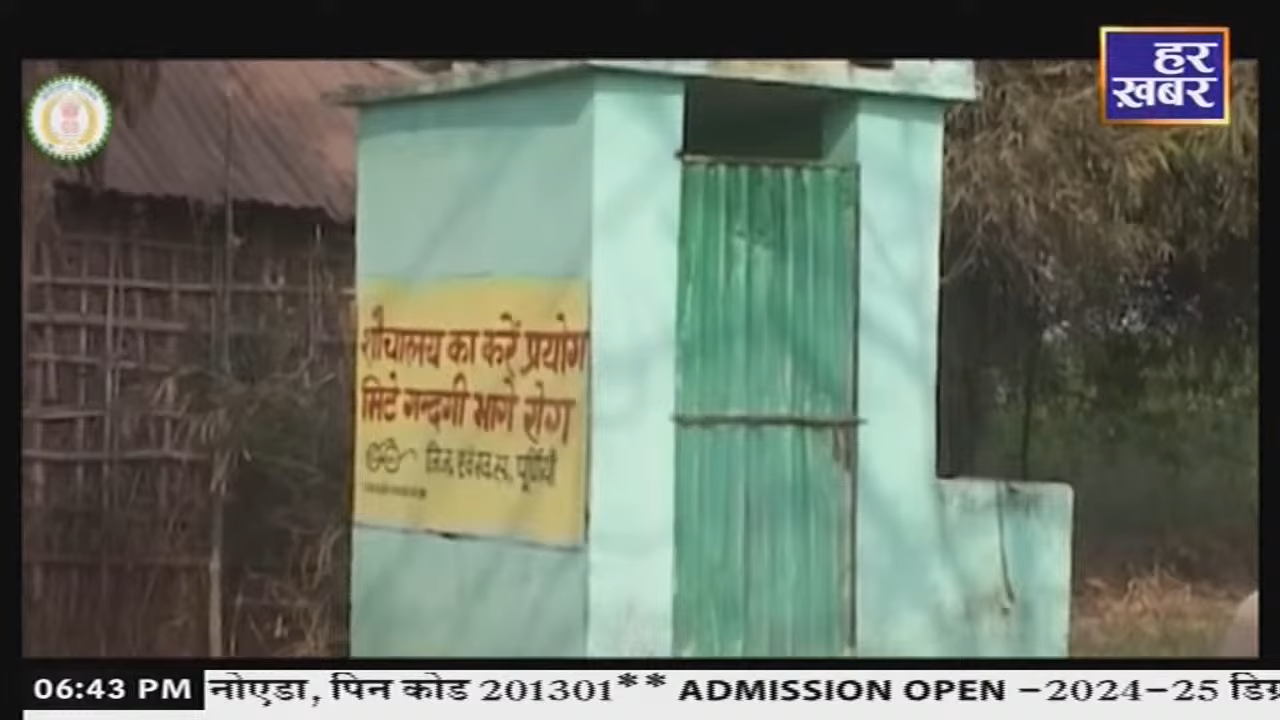 हर
ख़बर
शौचालय का करें प्रयोग
मिटे गन्दगी भागे रोग
06:43 PM नोएडा, पिन कोड 201301** ADMISSION OPEN -2024-25 डिग्र